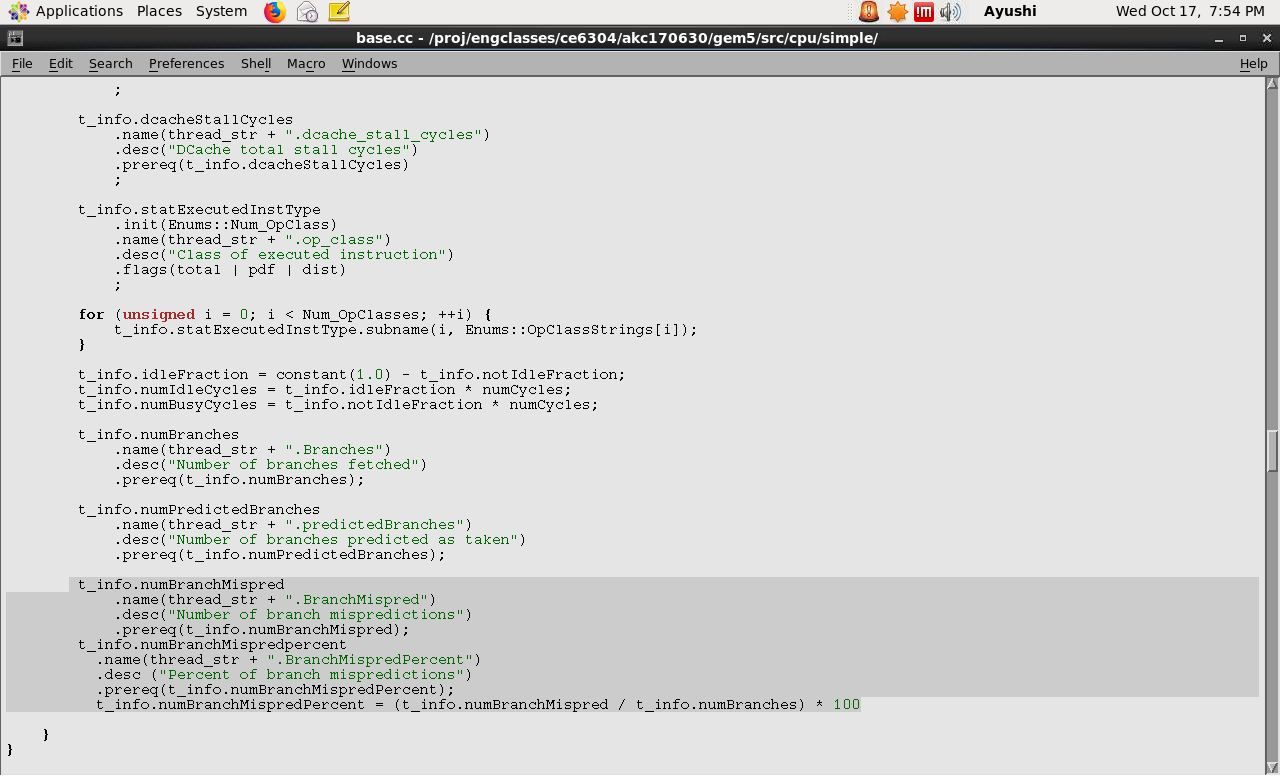 Applications Places System Ayushi Wed Oct 17, 7:54 PM
base.cc - /proj/engclasses/ce6304/akc170630/gem5/src/cpu/simple/
File Edit Search Preferences Shell Macro Windows Help
;
t_info.dcacheStallCycles
.name(thread_str + ".dcache_stall_cycles")
.desc("DCache total stall cycles")
.prereq(t_info.dcacheStallCycles)
;
t_info.statExecutedInstType
.init(Enums::Num_OpClass)
.name(thread_str + ".op_class")
.desc("Class of executed instruction")
.flags(total | pdf | dist)
;
for (unsigned i = 0; i < Num_OpClasses; ++i) {
t_info.statExecutedInstType.subname(i, Enums::OpClassStrings[i]);
}
t_info.idleFraction = constant(1.0) - t_info.notIdleFraction;
t_info.numIdleCycles = t_info.idleFraction * numCycles;
t_info.numBusyCycles = t_info.notIdleFraction * numCycles;
t_info.numBranches
.name(thread_str + ".Branches")
.desc("Number of branches fetched")
.prereq(t_info.numBranches);
t_info.numPredictedBranches
.name(thread_str + ".predictedBranches")
.desc("Number of branches predicted as taken")
.prereq(t_info.numPredictedBranches);
t_info.numBranchMispred
.name(thread_str + ".BranchMispred")
.desc("Number of branch mispredictions")
.prereq(t_info.numBranchMispred);
t_info.numBranchMispredpercent
.name(thread_str + ".BranchMispredPercent")
.desc ("Percent of branch mispredictions")
.prereq(t_info.numBranchMispredPercent);
t_info.numBranchMispredPercent = (t_info.numBranchMispred / t_info.numBranches) * 100
}
}